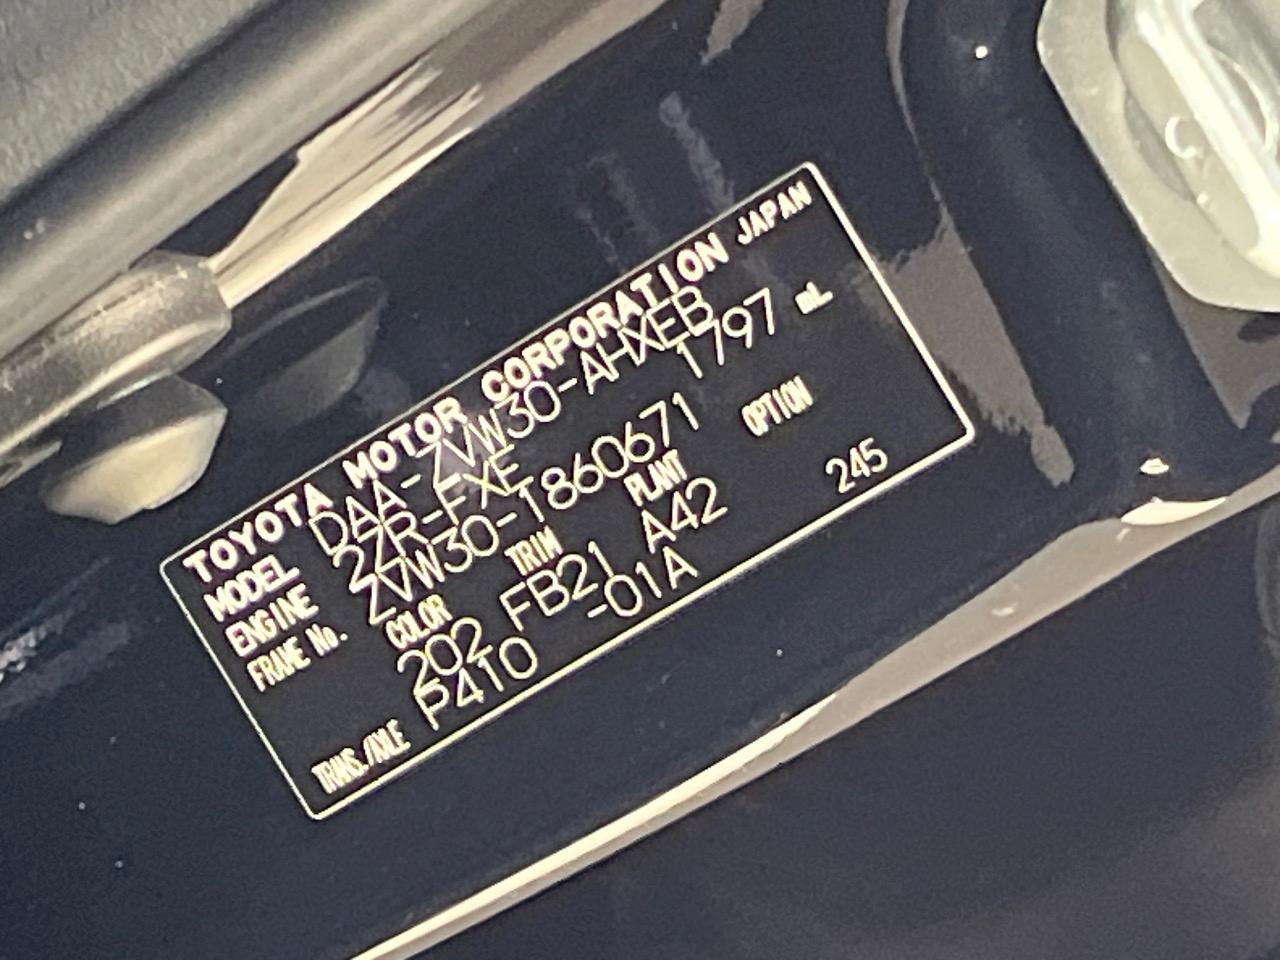 TOYOTA MOTOR CORPORATION JAPAN
MODEL DAA-ZVW30-AHXEB
ENGINE 2ZR-FXE 1797 mL
FRAME No. ZVW30-1860671
COLOR TRIM PLANT OPTION
202 FB21 A42 245
TRANS./AXLE P410 -01A